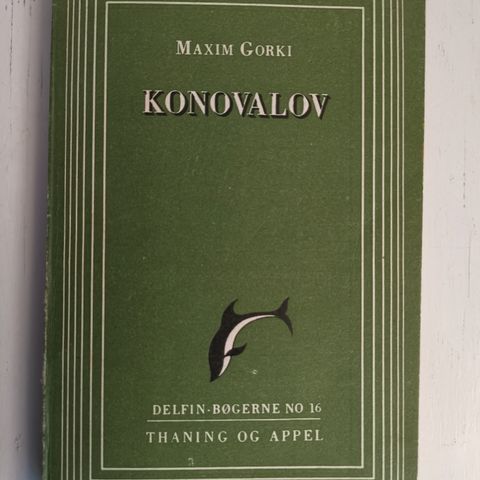 MAXIM GORKI
KONOVALOV
DELFIN-BØGERNE NO 16
THANING OG APPEL